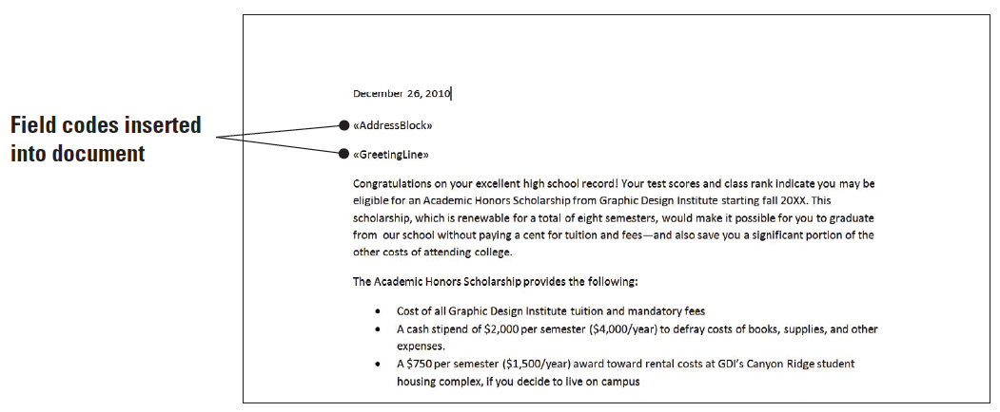 December 26, 2010
Field codes inserted
into document
«AddressBlock»
«GreetingLine»
Congratulations on your excellent high school record! Your test scores and class rank indicate you may be
eligible for an Academic Honors Scholarship from Graphic Design Institute starting fall 20XX. This
scholarship, which is renewable for a total of eight semesters, would make it possible for you to graduate
from  our school without paying a cent for tuition and fees—and also save you a significant portion of the
other costs of attending college.
The Academic Honors Scholarship provides the following:
• Cost of all Graphic Design Institute tuition and mandatory fees
• A cash stipend of $2,000 per semester ($4,000/year) to defray costs of books, supplies, and other
expenses.
• A $750 per semester ($1,500/year) award toward rental costs at GDI's Canyon Ridge student
housing complex, if you decide to live on campus